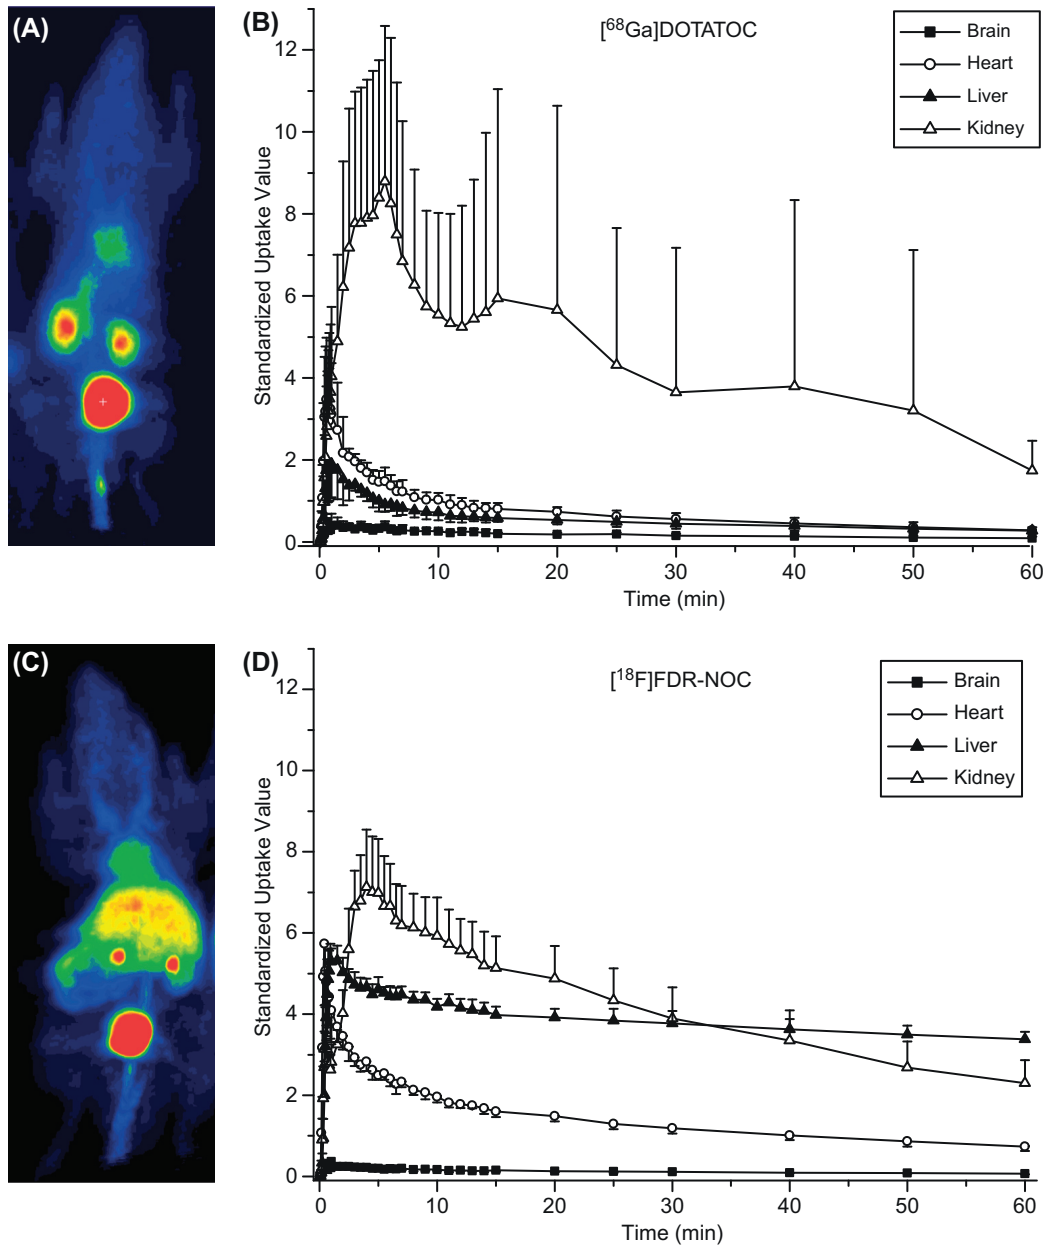 (A)
(B)
[⁶⁸Ga]DOTATOC
Brain
Heart
Liver
Kidney
Standardized Uptake Value
12
10
8
6
4
2
0
0 10 20 30 40 50 60
Time (min)
(C)
(D)
[¹⁸F]FDR-NOC
Brain
Heart
Liver
Kidney
Standardized Uptake Value
12
10
8
6
4
2
0
0 10 20 30 40 50 60
Time (min)